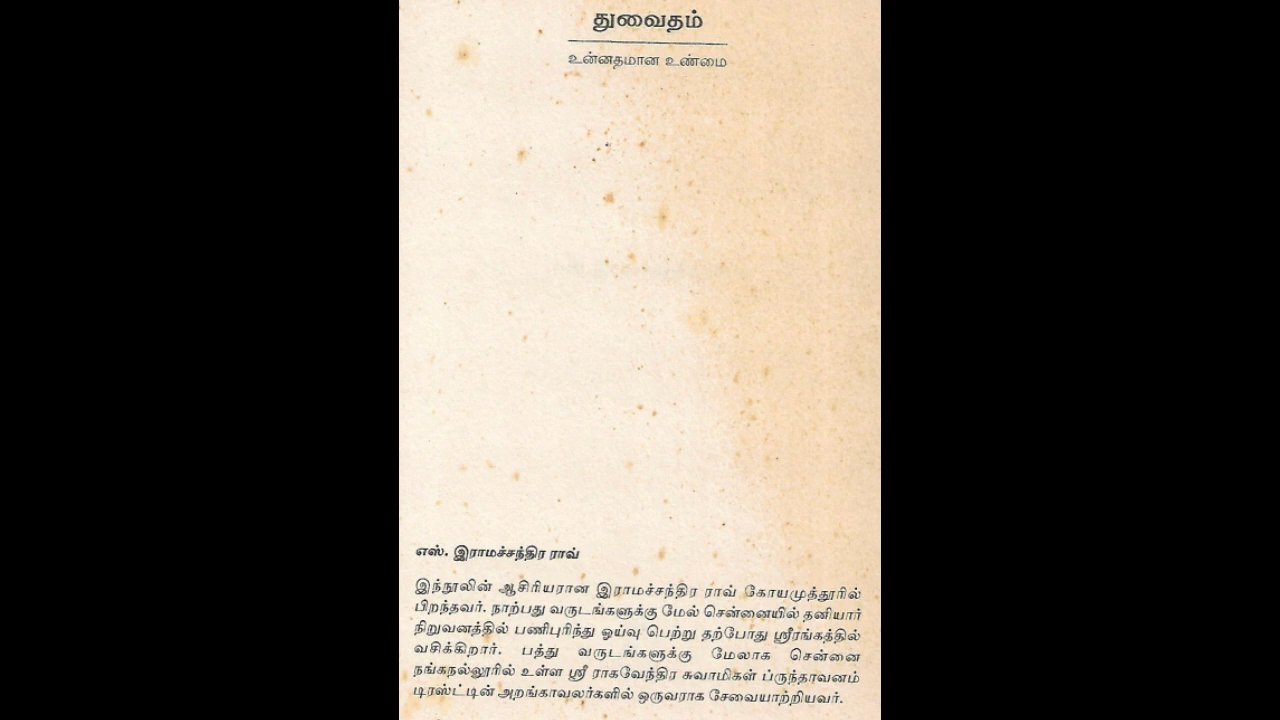 துவைதம்
உன்னதமான உண்மை
எஸ். இராமச்சந்திர ராவ்
இந்நூலின் ஆசிரியரான இராமச்சந்திர ராவ் கோயமுத்தூரில்
பிறந்தவர். நாற்பது வருடங்களுக்கு மேல் சென்னையில் தனியார்
நிறுவனத்தில் பணிபுரிந்து ஓய்வு பெற்று தற்போது ஸ்ரீரங்கத்தில்
வசிக்கிறார். பத்து வருடங்களுக்கு மேலாக சென்னை
நங்கநல்லூரில் உள்ள ஸ்ரீ ராகவேந்திர சுவாமிகள் ப்ருந்தாவனம்
டிரஸ்ட்டின் அறங்காவலர்களில் ஒருவராக சேவையாற்றியவர்.